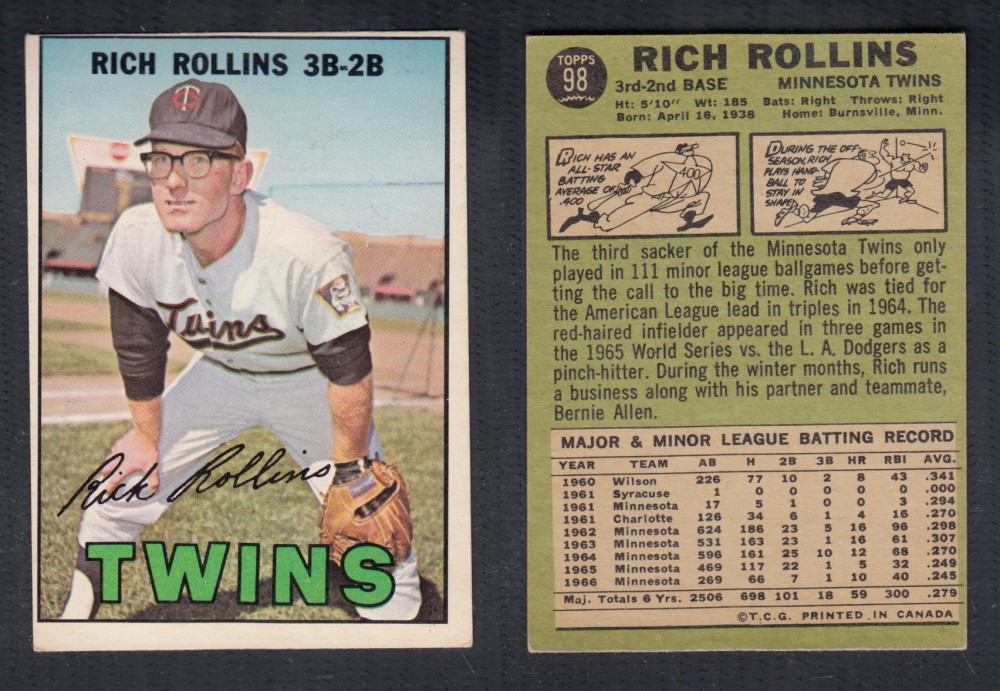 RICH ROLLINS 3B-2B
TC
Twins
Rich Rollins
TWINS
TOPPS
98
RICH ROLLINS
3rd-2nd BASE MINNESOTA TWINS
Ht: 5'10" Wt: 185 Bats: Right Throws: Right
Born: April 16, 1938 Home: Burnsville, Minn.
RICH HAS AN
ALL-STAR
BATTING
AVERAGE OF
.400
400
DURING THE OFF
SEASON, RICH
PLAYS HAND
BALL TO
STAY IN
SHAPE
The third sacker of the Minnesota Twins only
played in 111 minor league ballgames before get-
ting the call to the big time. Rich was tied for
the American League lead in triples in 1964. The
red-haired infielder appeared in three games in
the 1965 World Series vs. the L. A. Dodgers as a
pinch-hitter. During the winter months, Rich runs
a business along with his partner and teammate,
Bernie Allen.
MAJOR & MINOR LEAGUE BATTING RECORD
YEAR TEAM AB H 2B 3B HR RBI AVG.
1960 Wilson 226 77 10 2 8 43 .341
1961 Syracuse 1 0 0 0 0 0 .000
1961 Minnesota 17 5 1 0 0 3 .294
1961 Charlotte 126 34 6 1 4 16 .270
1962 Minnesota 624 186 23 5 16 96 .298
1963 Minnesota 531 163 23 1 16 61 .307
1964 Minnesota 596 161 25 10 12 68 .270
1965 Minnesota 469 117 22 1 5 32 .249
1966 Minnesota 269 66 7 1 10 40 .245
Maj. Totals 6 Yrs. 2506 698 101 18 59 300 .279
©T.C.G. PRINTED IN CANADA